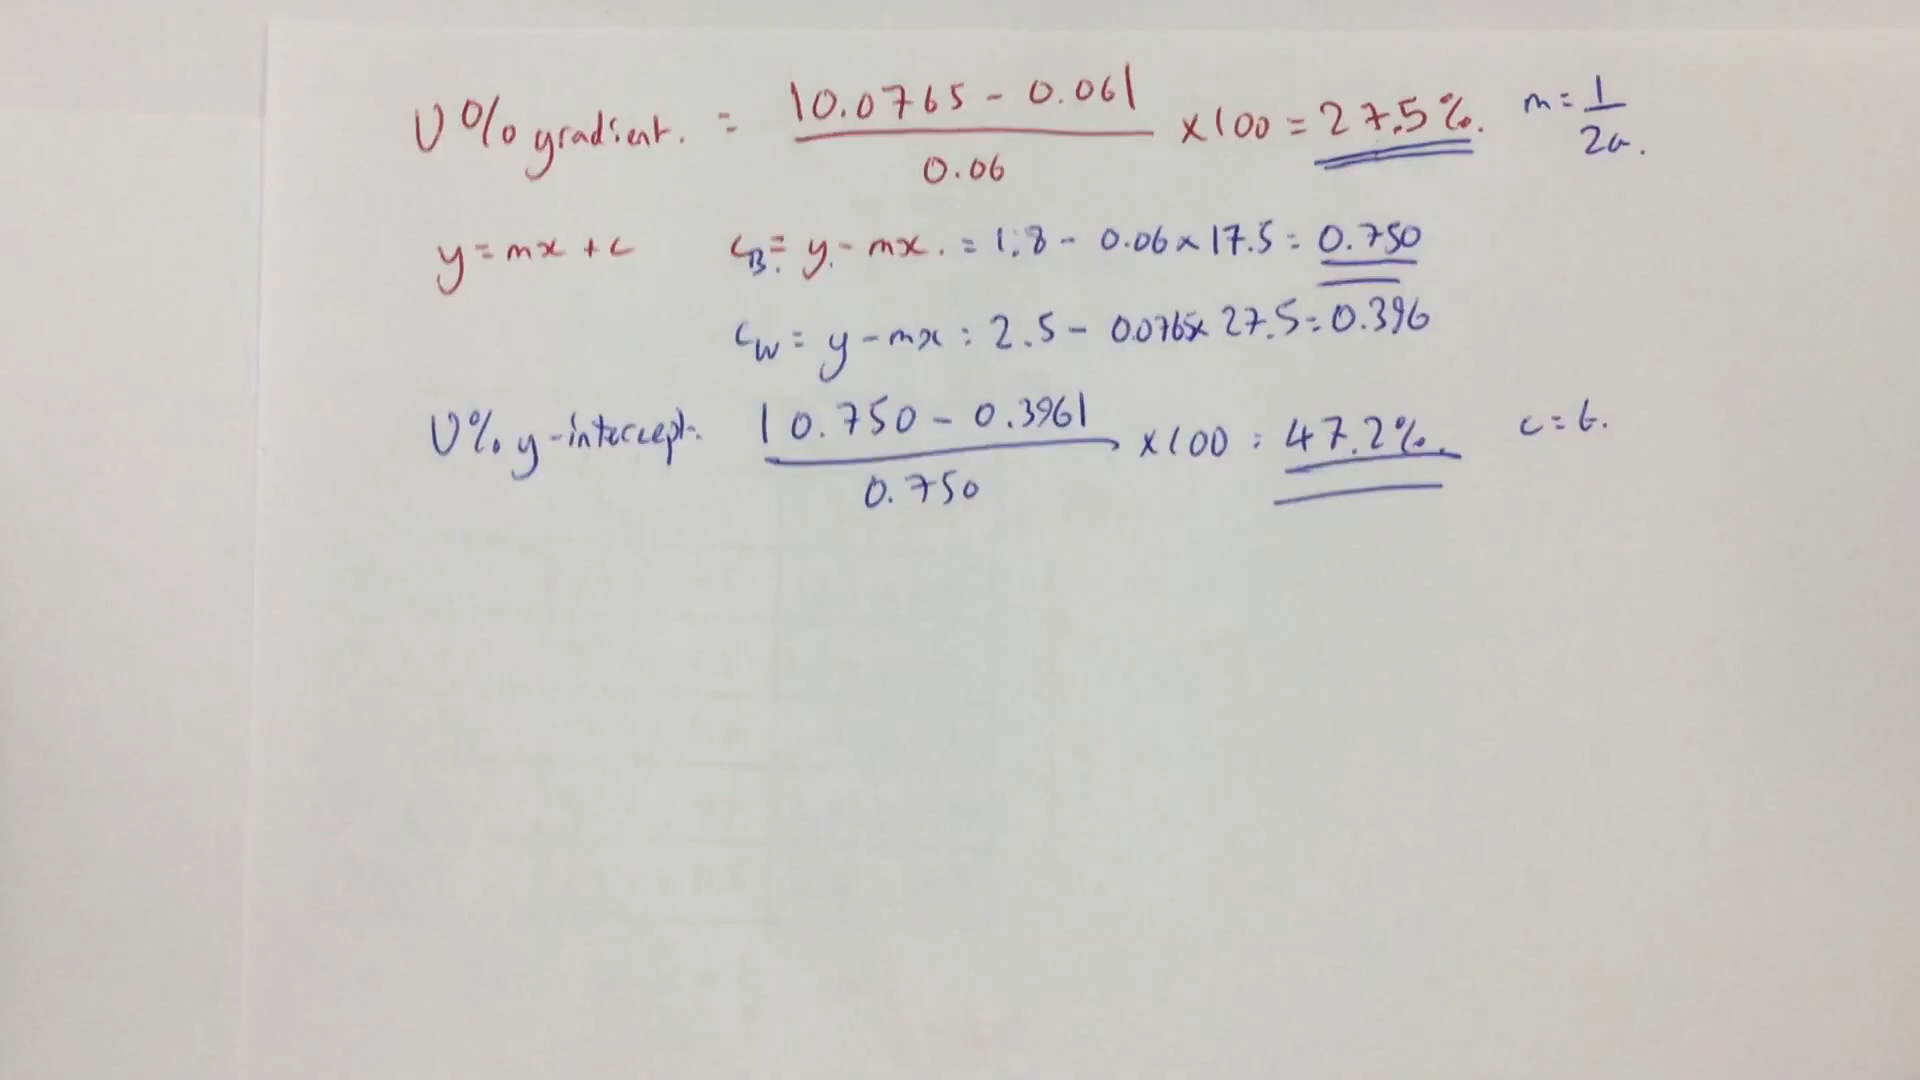 U% gradient. = |0.0765 - 0.06| / 0.06 ×100 = 27.5%. m = 1/2a.
y = mx + c c_B = y - mx. = 1.8 - 0.06 × 17.5 = 0.750
c_W = y - mx = 2.5 - 0.0765 × 27.5 = 0.396
U% y-intercept. |0.750 - 0.396| / 0.750 ×100 = 47.2%. c = t.